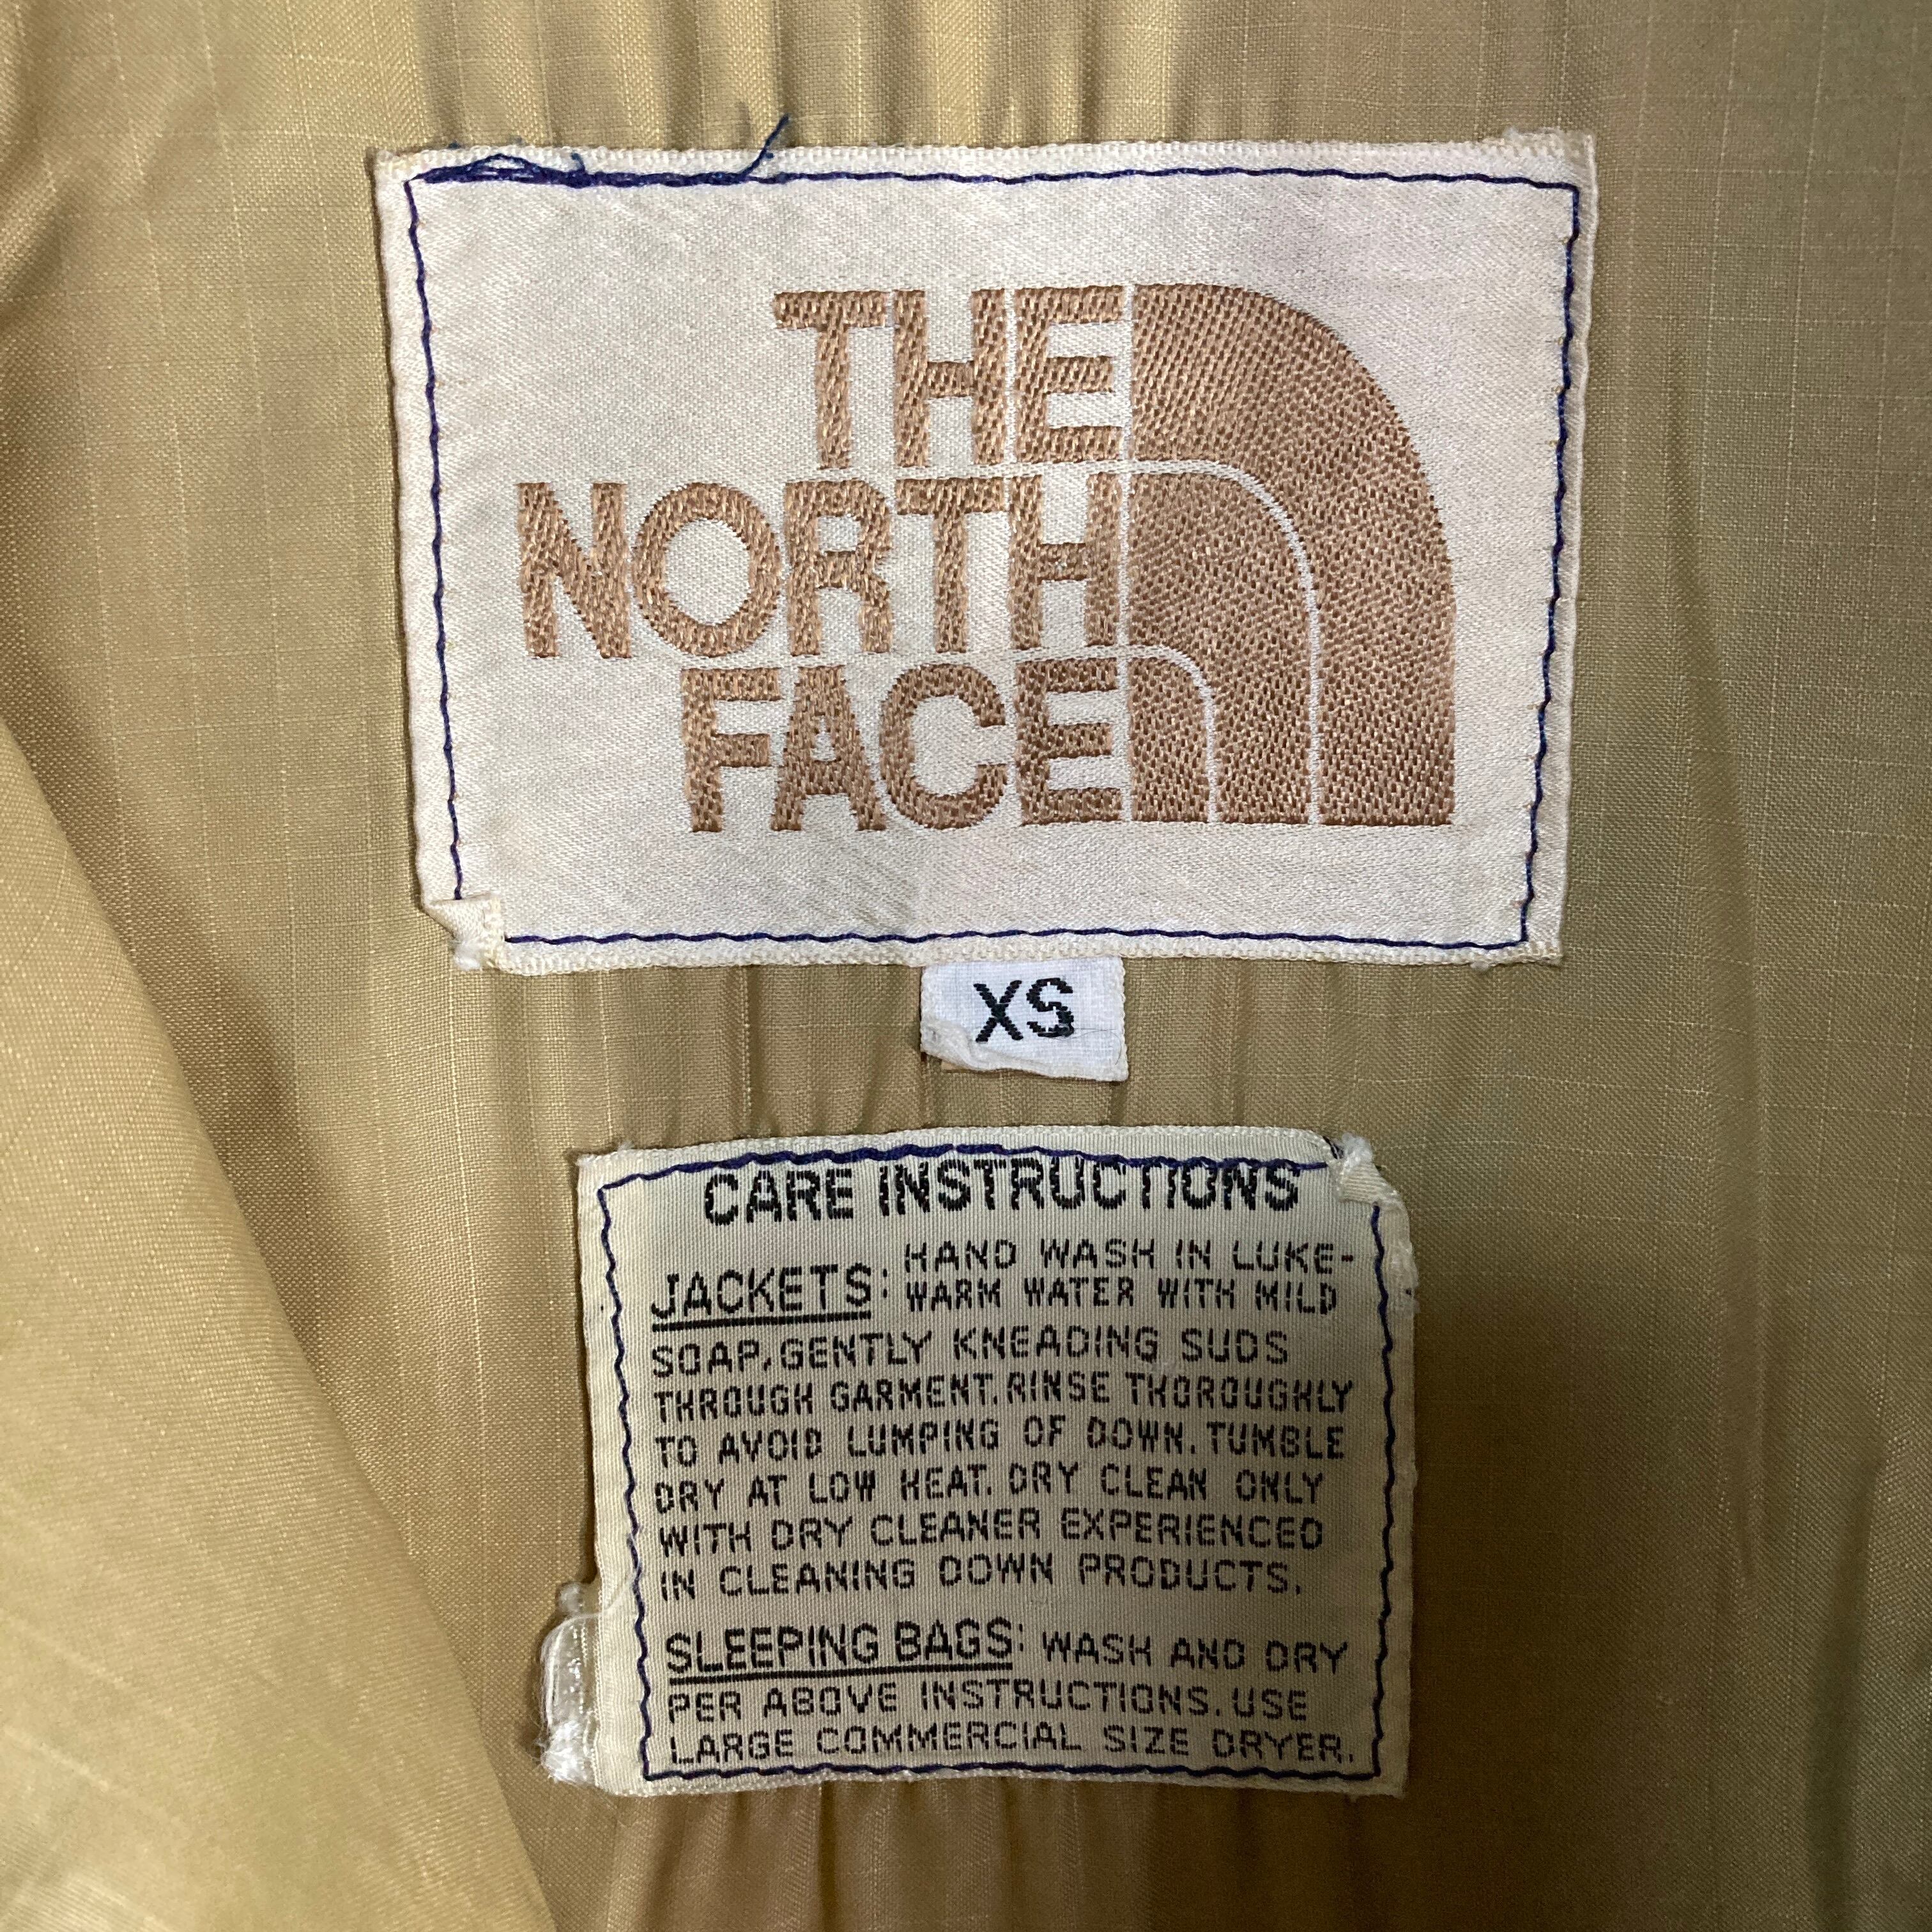 THE
NORTH
FACE
XS
CARE INSTRUCTIONS
JACKETS: HAND WASH IN LUKE-
WARM WATER WITH MILD
SOAP, GENTLY KNEADING SUDS
THROUGH GARMENT. RINSE THOROUGHLY
TO AVOID LUMPING OF DOWN. TUMBLE
DRY AT LOW HEAT. DRY CLEAN ONLY
WITH DRY CLEANER EXPERIENCED
IN CLEANING DOWN PRODUCTS.
SLEEPING BAGS: WASH AND DRY
PER ABOVE INSTRUCTIONS. USE
LARGE COMMERCIAL SIZE DRYER.